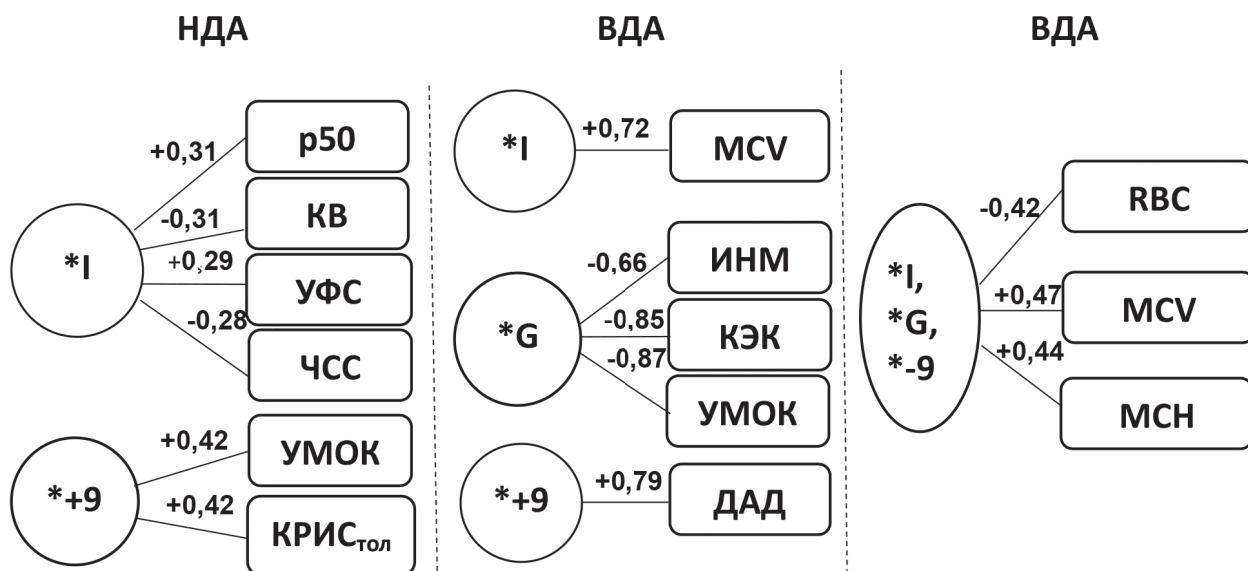 НДА
*I
+0,31
p50
-0,31
КВ
+0,29
УФС
-0,28
ЧСС
*+9
+0,42
УМОК
+0,42
КРИСтол
ВДА
*I
+0,72
MCV
*G
-0,66
ИНМ
-0,85
КЭК
-0,87
УМОК
*+9
+0,79
ДАД
ВДА
*I,
*G,
*-9
-0,42
RBC
+0,47
MCV
+0,44
MCH